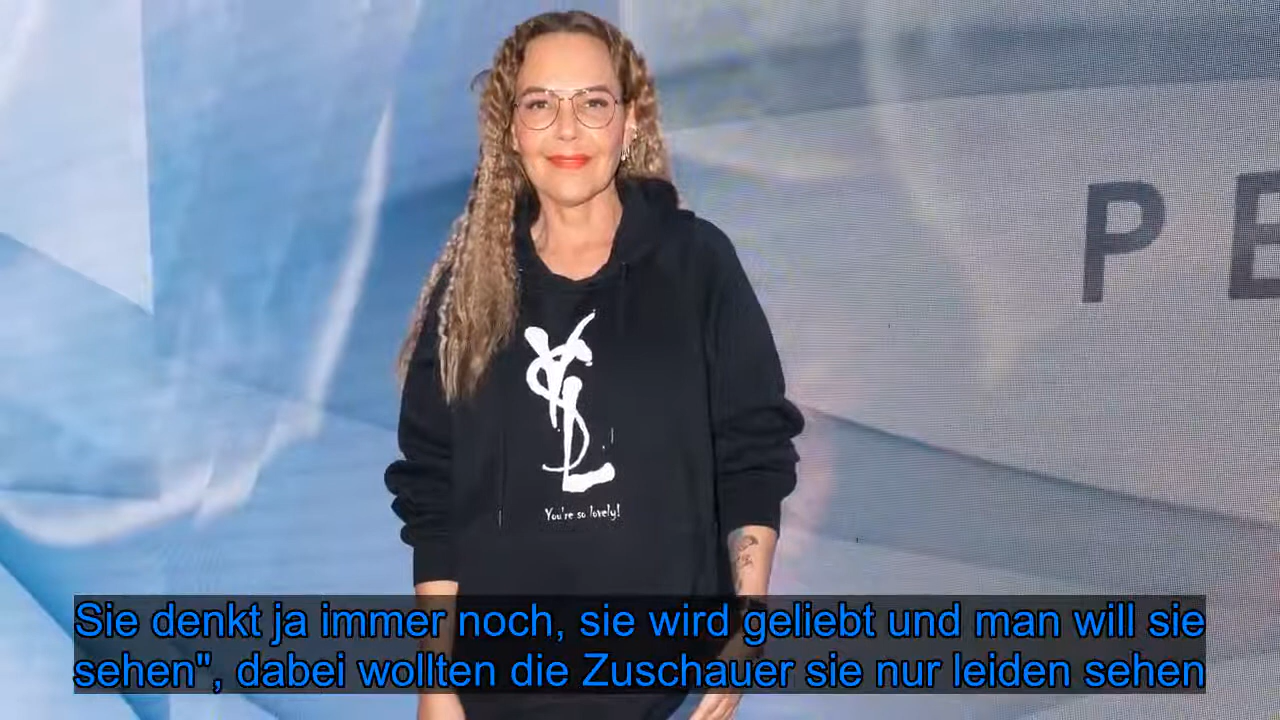 PE
YSL
You're so lovely!
Sie denkt ja immer noch, sie wird geliebt und man will sie
sehen", dabei wollten die Zuschauer sie nur leiden sehen